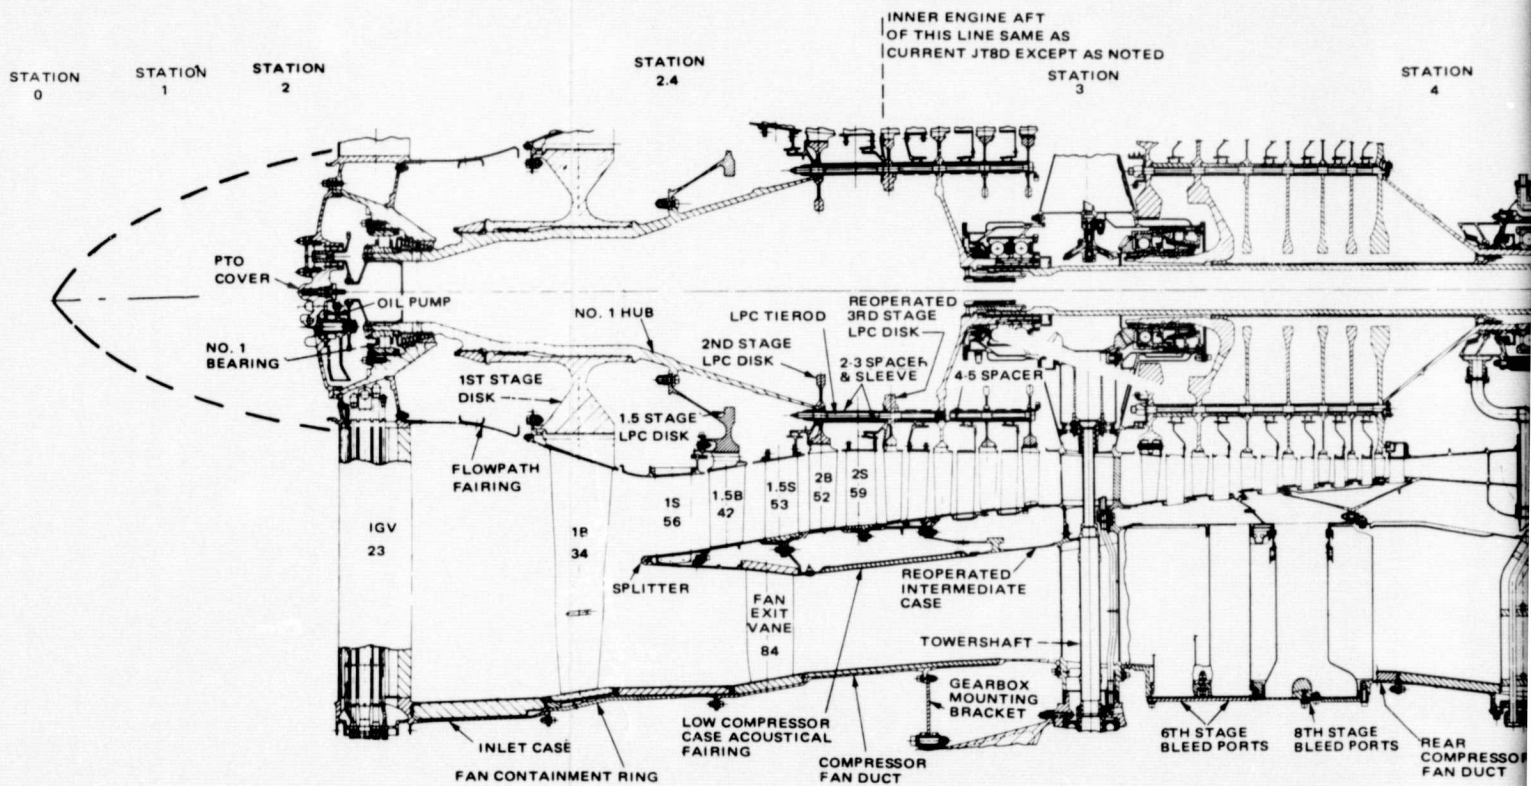 INNER ENGINE AFT
OF THIS LINE SAME AS
CURRENT JT8D EXCEPT AS NOTED
STATION
0
STATION
1
STATION
2
STATION
2.4
STATION
3
STATION
4
PTO
COVER
OIL PUMP
NO. 1
BEARING
NO. 1 HUB
1ST STAGE
DISK
1.5 STAGE
LPC DISK
2ND STAGE
LPC DISK
LPC TIEROD
2-3 SPACER
& SLEEVE
REOPERATED
3RD STAGE
LPC DISK
4-5 SPACER
FLOWPATH
FAIRING
IGV
23
1B
34
1S
56
1.5B
42
1.5S
53
2B
52
2S
59
SPLITTER
FAN
EXIT
VANE
84
REOPERATED
INTERMEDIATE
CASE
TOWERSHAFT
GEARBOX
MOUNTING
BRACKET
INLET CASE
FAN CONTAINMENT RING
LOW COMPRESSOR
CASE ACOUSTICAL
FAIRING
COMPRESSOR
FAN DUCT
6TH STAGE
BLEED PORTS
8TH STAGE
BLEED PORTS
REAR
COMPRESSOR
FAN DUCT